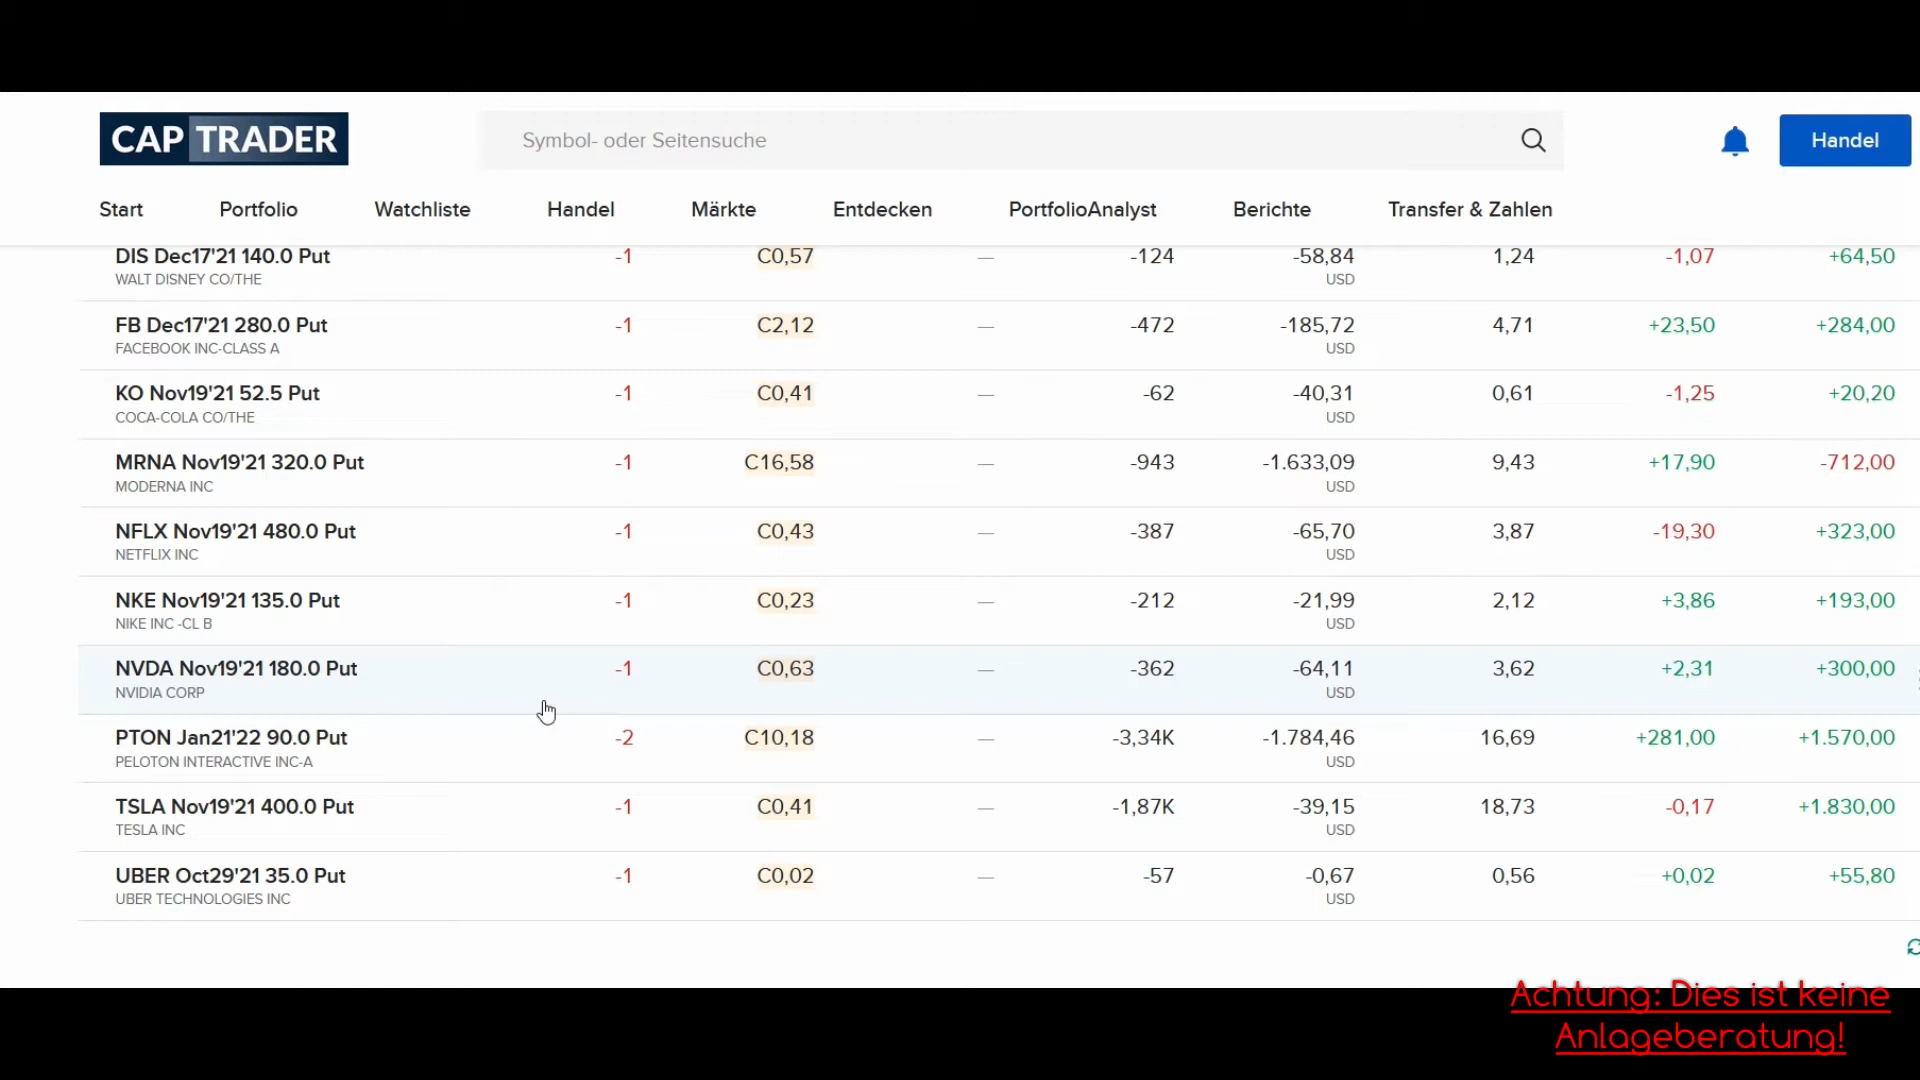 CAP TRADER
Symbol- oder Seitensuche
Handel
Start Portfolio Watchliste Handel Märkte Entdecken PortfolioAnalyst Berichte Transfer & Zahlen
DIS Dec17'21 140.0 Put -1 C0,57 — -124 -58,84 1,24 -1,07 +64,50
WALT DISNEY CO/THE USD
FB Dec17'21 280.0 Put -1 C2,12 — -472 -185,72 4,71 +23,50 +284,00
FACEBOOK INC-CLASS A USD
KO Nov19'21 52.5 Put -1 C0,41 — -62 -40,31 0,61 -1,25 +20,20
COCA-COLA CO/THE USD
MRNA Nov19'21 320.0 Put -1 C16,58 — -943 -1.633,09 9,43 +17,90 -712,00
MODERNA INC USD
NFLX Nov19'21 480.0 Put -1 C0,43 — -387 -65,70 3,87 -19,30 +323,00
NETFLIX INC USD
NKE Nov19'21 135.0 Put -1 C0,23 — -212 -21,99 2,12 +3,86 +193,00
NIKE INC -CL B USD
NVDA Nov19'21 180.0 Put -1 C0,63 — -362 -64,11 3,62 +2,31 +300,00
NVIDIA CORP USD
PTON Jan21'22 90.0 Put -2 C10,18 — -3,34K -1.784,46 16,69 +281,00 +1.570,00
PELOTON INTERACTIVE INC-A USD
TSLA Nov19'21 400.0 Put -1 C0,41 — -1,87K -39,15 18,73 -0,17 +1.830,00
TESLA INC USD
UBER Oct29'21 35.0 Put -1 C0,02 — -57 -0,67 0,56 +0,02 +55,80
UBER TECHNOLOGIES INC USD
Achtung: Dies ist keine
Anlageberatung!